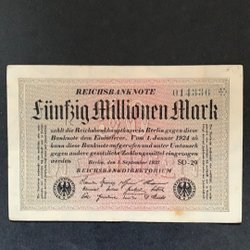 REICHSBANKNOTE
014336
Fünfzig Millionen Mark
zahlt die Reichsbankhauptkasse in Berlin gegen diese
Banknote dem Einlieferer. Vom 1. Januar 1924 ab
kann diese Banknote aufgerufen und unter Umtausch
gegen andere gesetzliche Zahlungsmittel eingezogen
werden
Berlin, den 1. September 1923
SO-29
REICHSBANKDIREKTORIUM